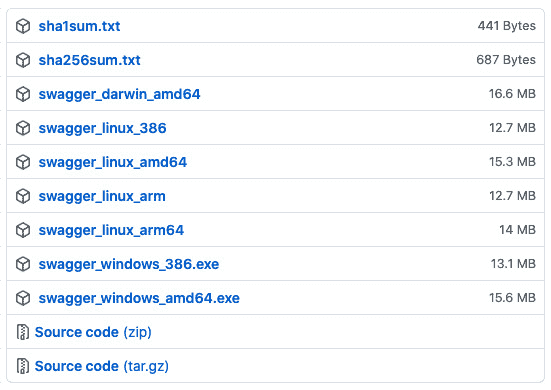 sha1sum.txt 441 Bytes
sha256sum.txt 687 Bytes
swagger_darwin_amd64 16.6 MB
swagger_linux_386 12.7 MB
swagger_linux_amd64 15.3 MB
swagger_linux_arm 12.7 MB
swagger_linux_arm64 14 MB
swagger_windows_386.exe 13.1 MB
swagger_windows_amd64.exe 15.6 MB
Source code (zip)
Source code (tar.gz)